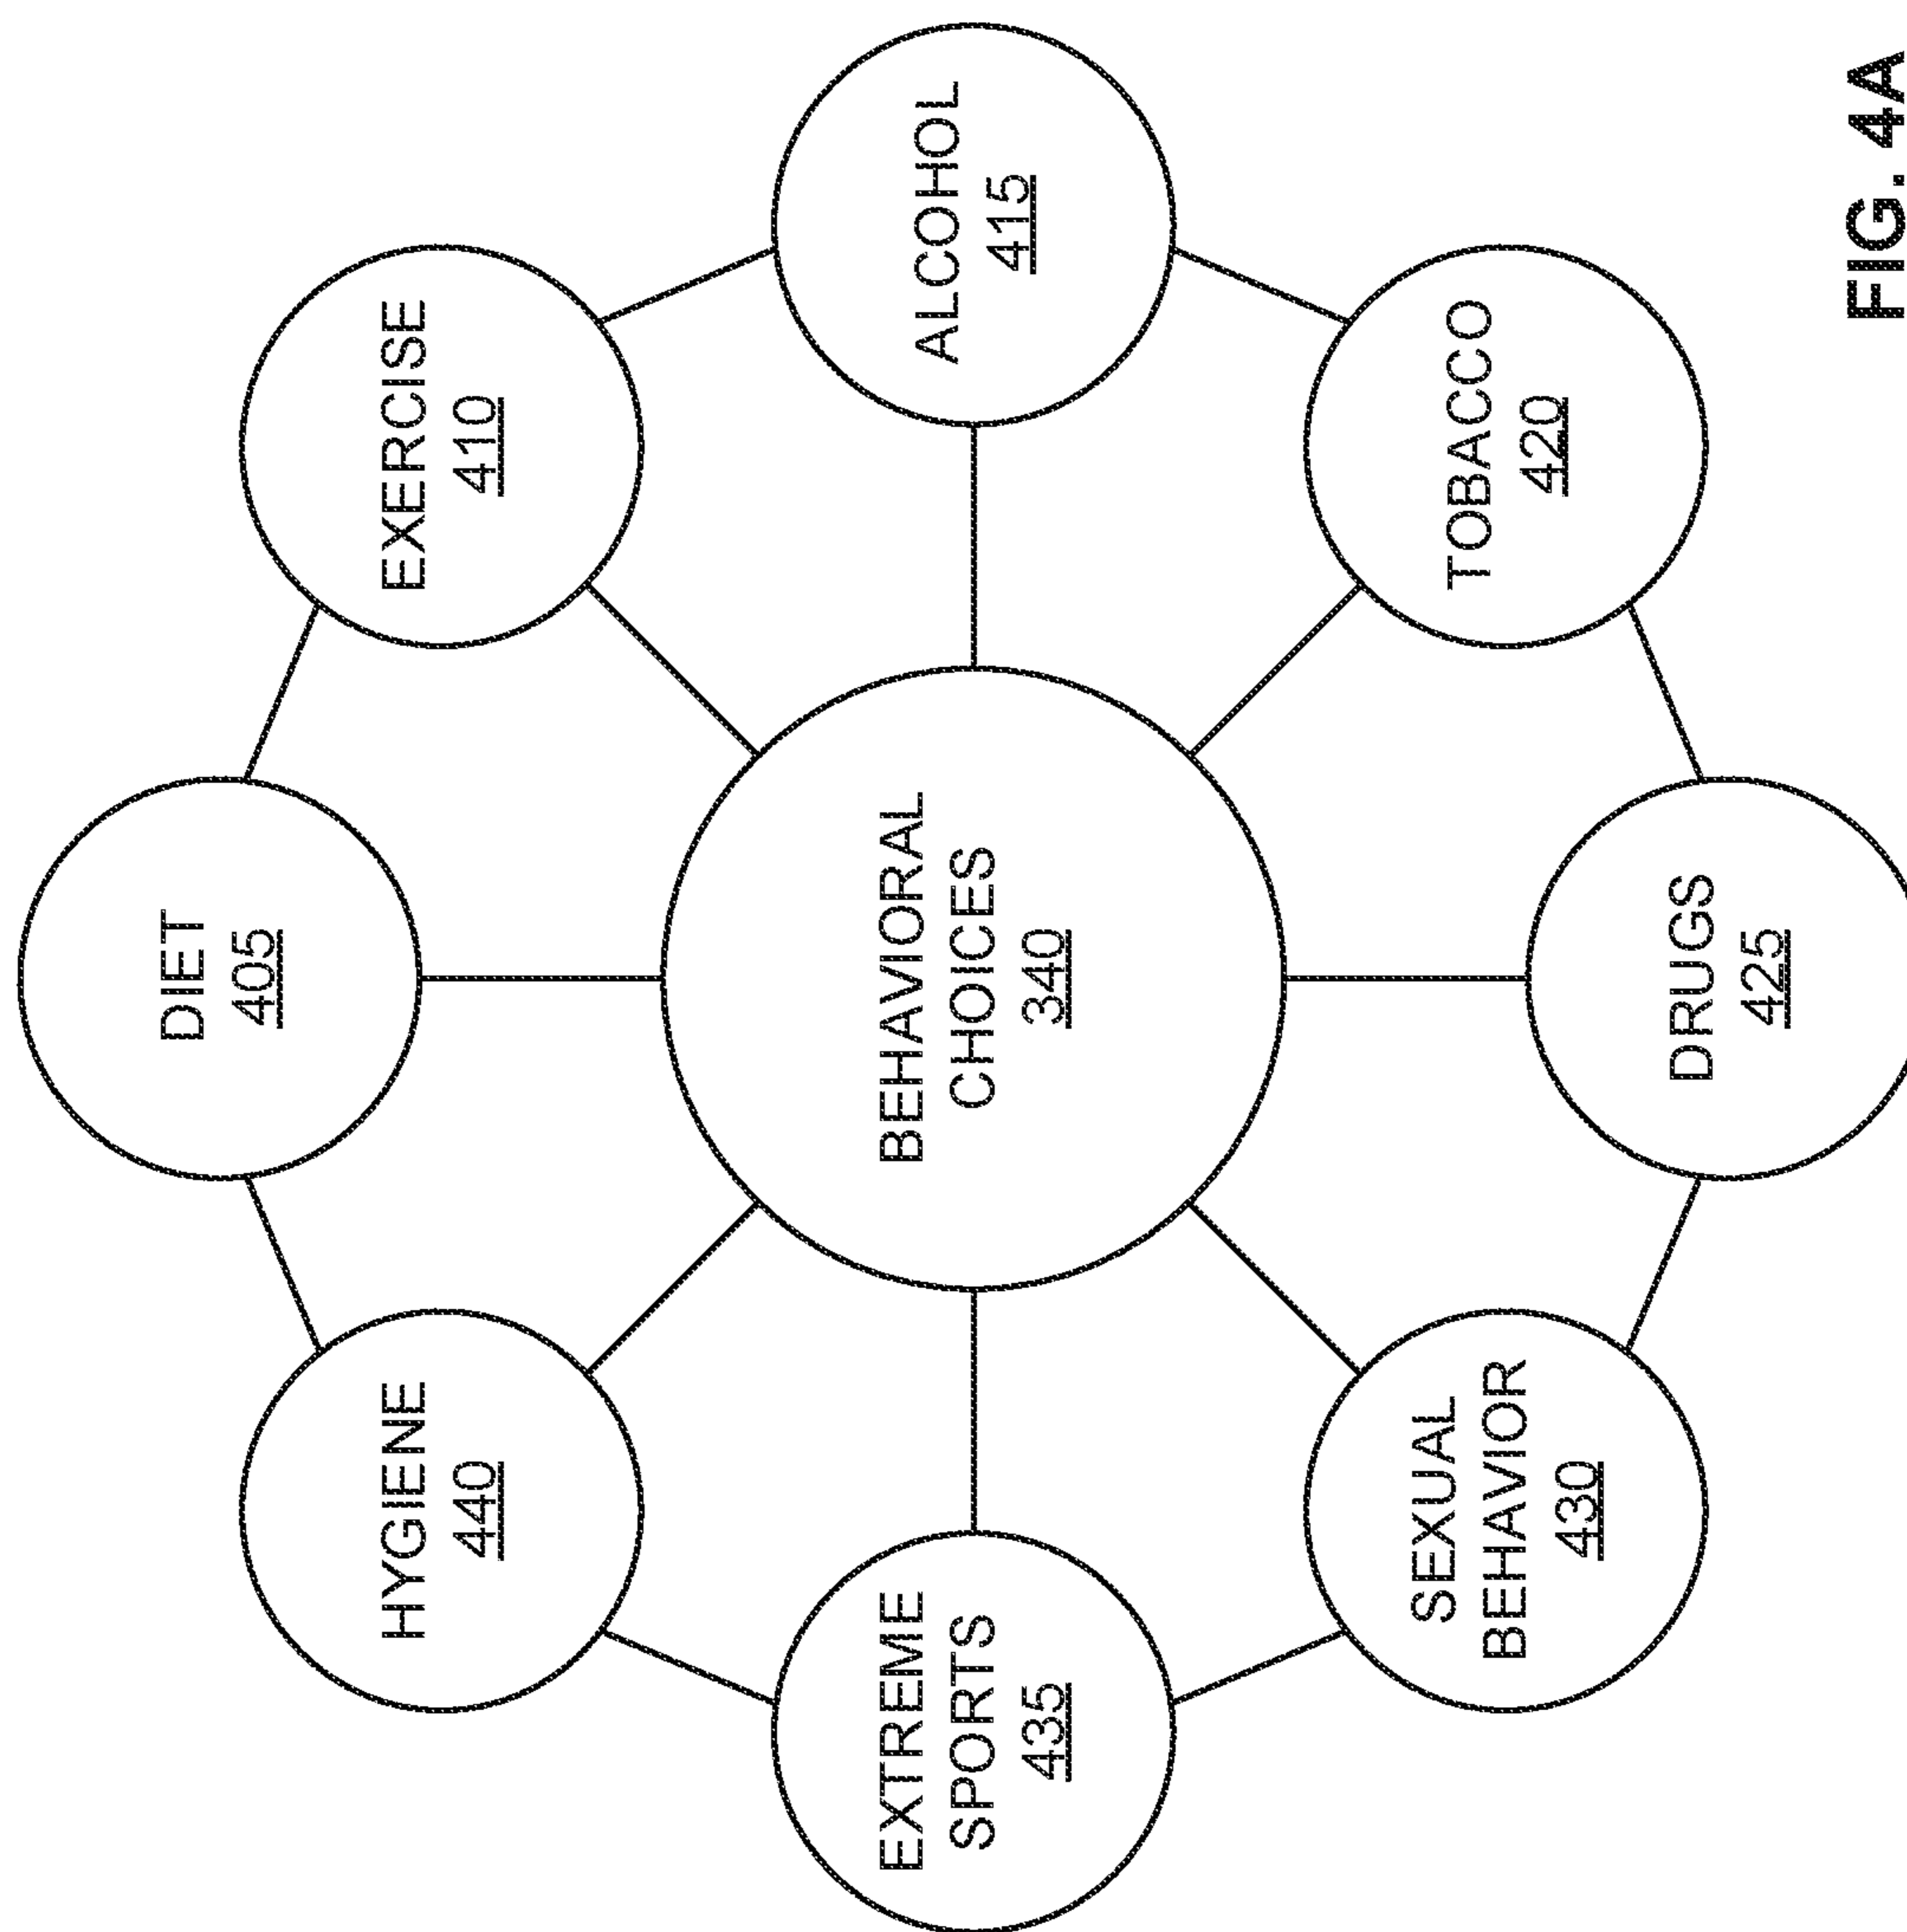 DIET
405
EXERCISE
410
ALCOHOL
415
TOBACCO
420
DRUGS
425
SEXUAL
BEHAVIOR
430
EXTREME
SPORTS
435
HYGIENE
440
BEHAVIORAL
CHOICES
340
FIG. 4A